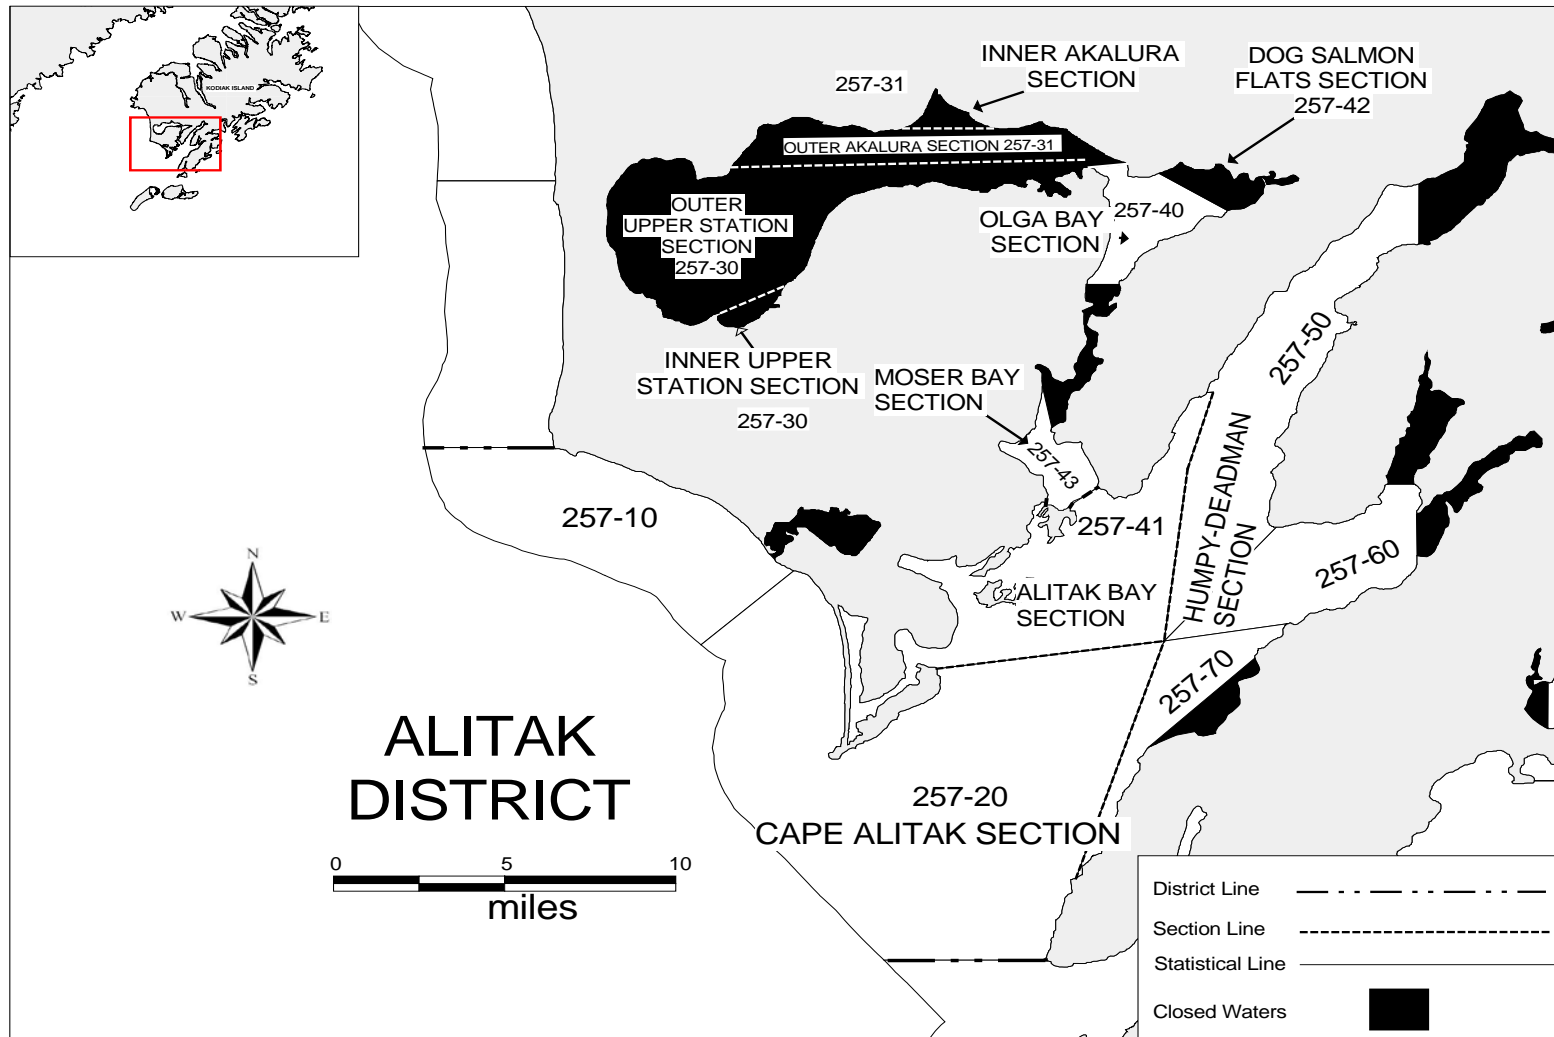 KODIAK ISLAND
257-31
INNER AKALURA
SECTION
DOG SALMON
FLATS SECTION
257-42
OUTER AKALURA SECTION 257-31
OUTER
UPPER STATION
SECTION
257-30
OLGA BAY
SECTION
257-40
INNER UPPER
STATION SECTION
257-30
MOSER BAY
SECTION
257-43
257-50
HUMPY-DEADMAN
SECTION
257-10
257-41
257-60
ALITAK BAY
SECTION
257-70
N
W
E
S
ALITAK
DISTRICT
0 5 10
miles
257-20
CAPE ALITAK SECTION
District Line
Section Line
Statistical Line
Closed Waters